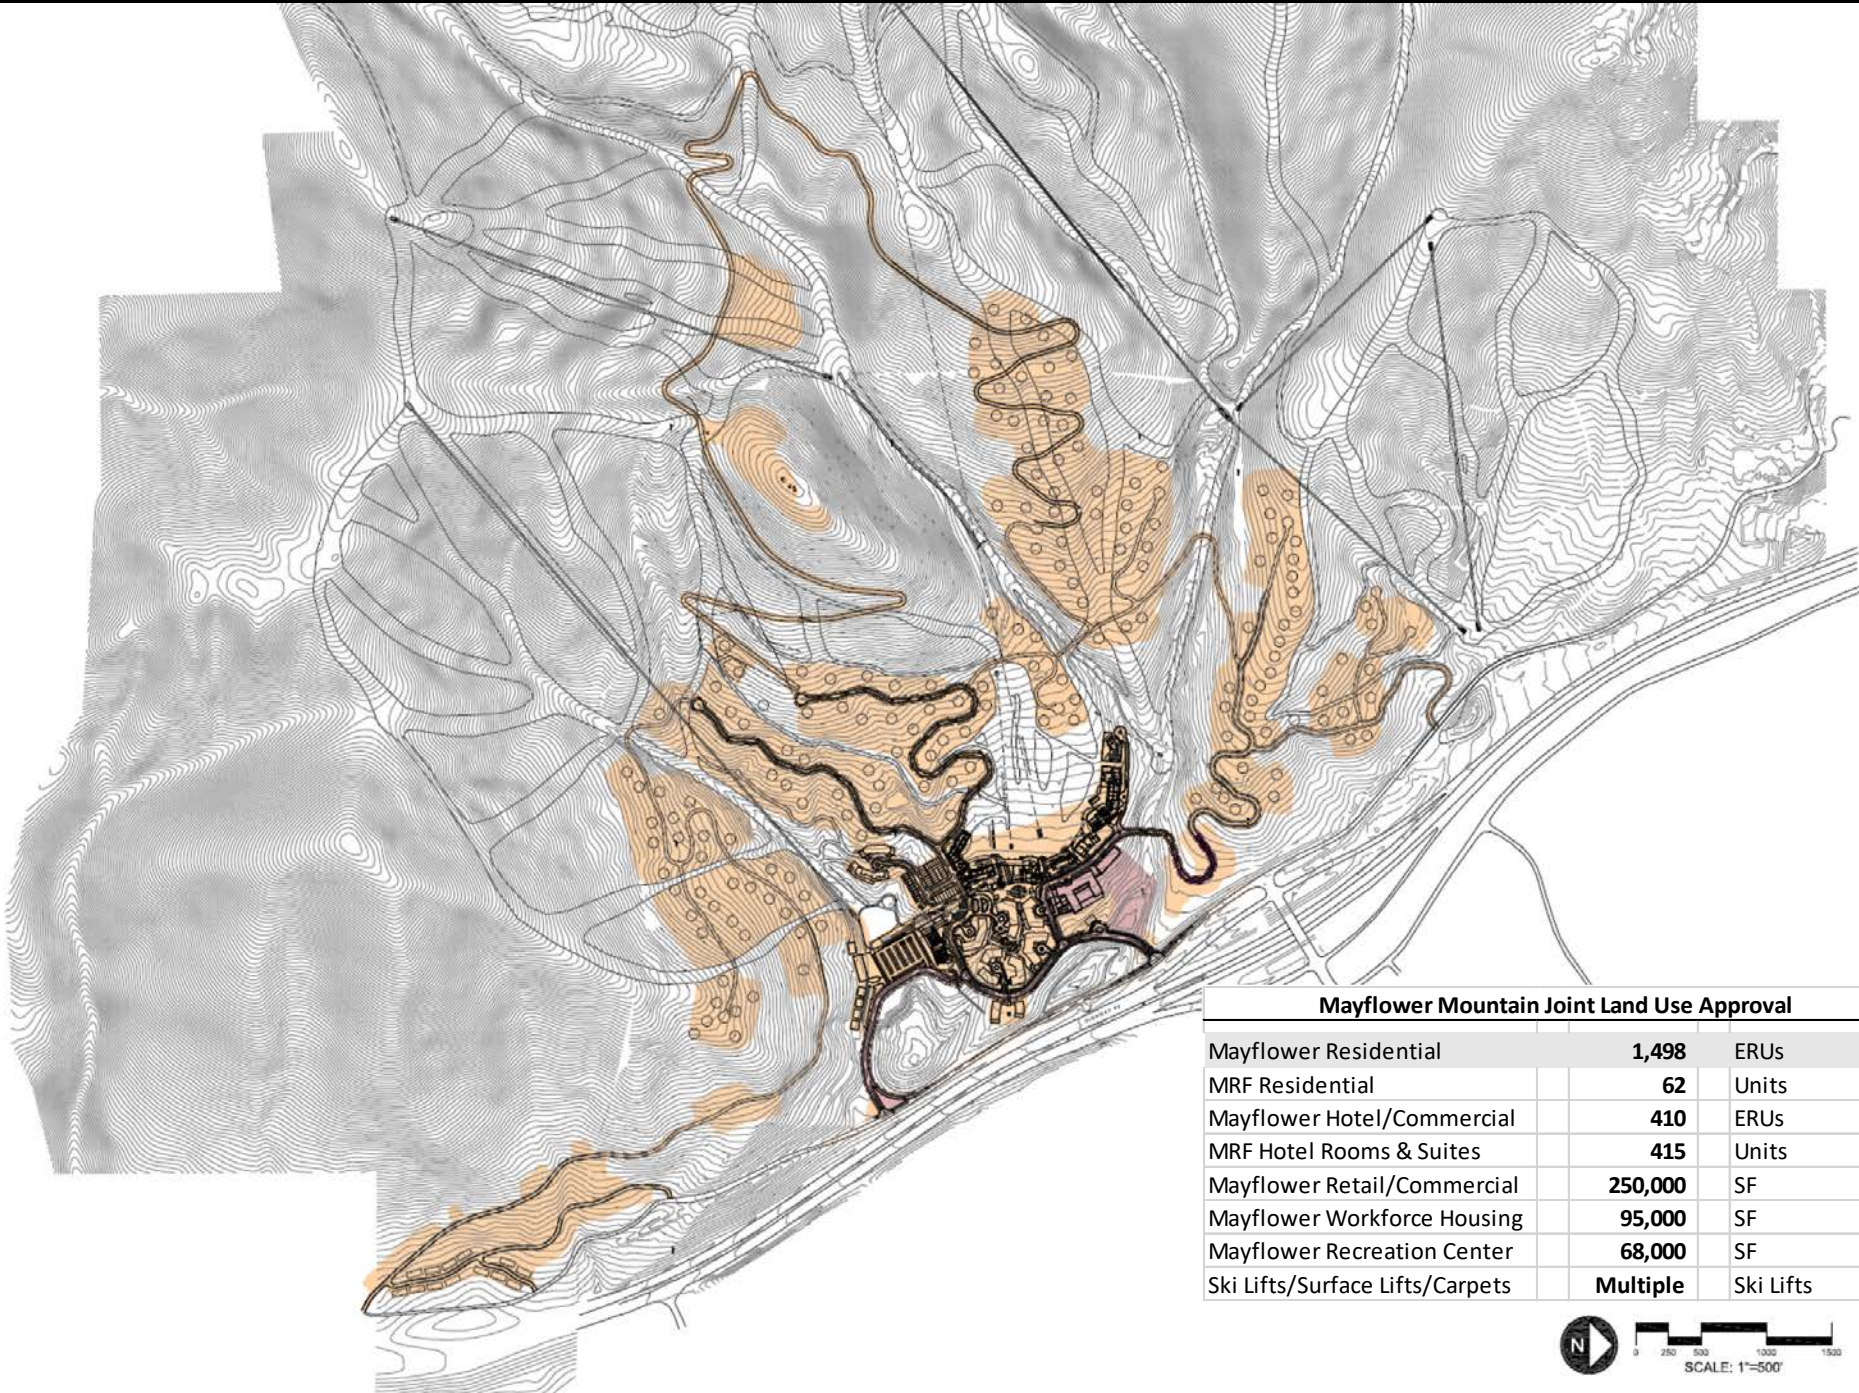 Mayflower Mountain Joint Land Use Approval
Mayflower Residential 1,498 ERUs
MRF Residential 62 Units
Mayflower Hotel/Commercial 410 ERUs
MRF Hotel Rooms & Suites 415 Units
Mayflower Retail/Commercial 250,000 SF
Mayflower Workforce Housing 95,000 SF
Mayflower Recreation Center 68,000 SF
Ski Lifts/Surface Lifts/Carpets Multiple Ski Lifts
N
0 250 500 1000 1500
SCALE: 1"=500'